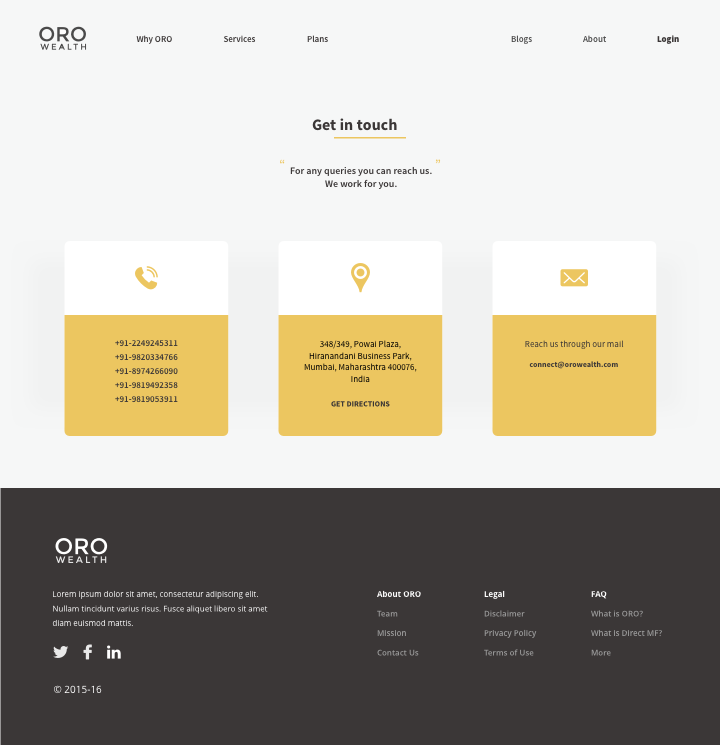 ORO
WEALTH
Why ORO
Services
Plans
Blogs
About
Login
Get in touch
“ For any queries you can reach us. ”
We work for you.
+91-2249245311
+91-9820334766
+91-8974266090
+91-9819492358
+91-9819053911
348/349, Powai Plaza,
Hiranandani Business Park,
Mumbai, Maharashtra 400076,
India
GET DIRECTIONS
Reach us through our mail
connect@orowealth.com
ORO
WEALTH
Lorem ipsum dolor sit amet, consectetur adipiscing elit.
Nullam tincidunt varius risus. Fusce aliquet libero sit amet
diam euismod mattis.
© 2015-16
About ORO
Team
Mission
Contact Us
Legal
Disclaimer
Privacy Policy
Terms of Use
FAQ
What is ORO?
What is Direct MF?
More